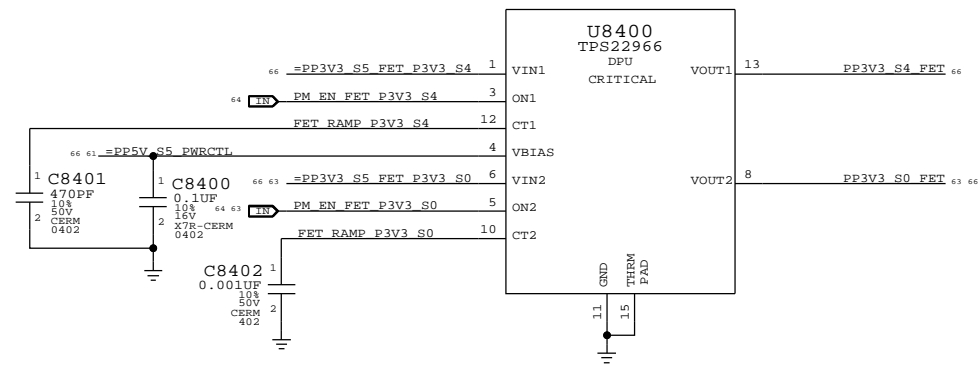 U8400
TPS22966
DPU
CRITICAL
66 =PP3V3_S5_FET_P3V3_S4 1 VIN1 VOUT1 13 PP3V3_S4_FET 66
64 IN PM_EN_FET_P3V3_S4 3 ON1
FET_RAMP_P3V3_S4 12 CT1
66 61 =PP5V_S5_PWRCTL 4 VBIAS
66 63 =PP3V3_S5_FET_P3V3_S0 6 VIN2 VOUT2 8 PP3V3_S0_FET 63 66
64 63 IN PM_EN_FET_P3V3_S0 5 ON2
FET_RAMP_P3V3_S0 10 CT2
1 C8401
470PF
10%
50V
2 CERM
0402
1 C8400
0.1UF
10%
16V
2 X7R-CERM
0402
C8402 1
0.001UF
10%
50V
CERM 2
402
GND
THRM
PAD
11
15